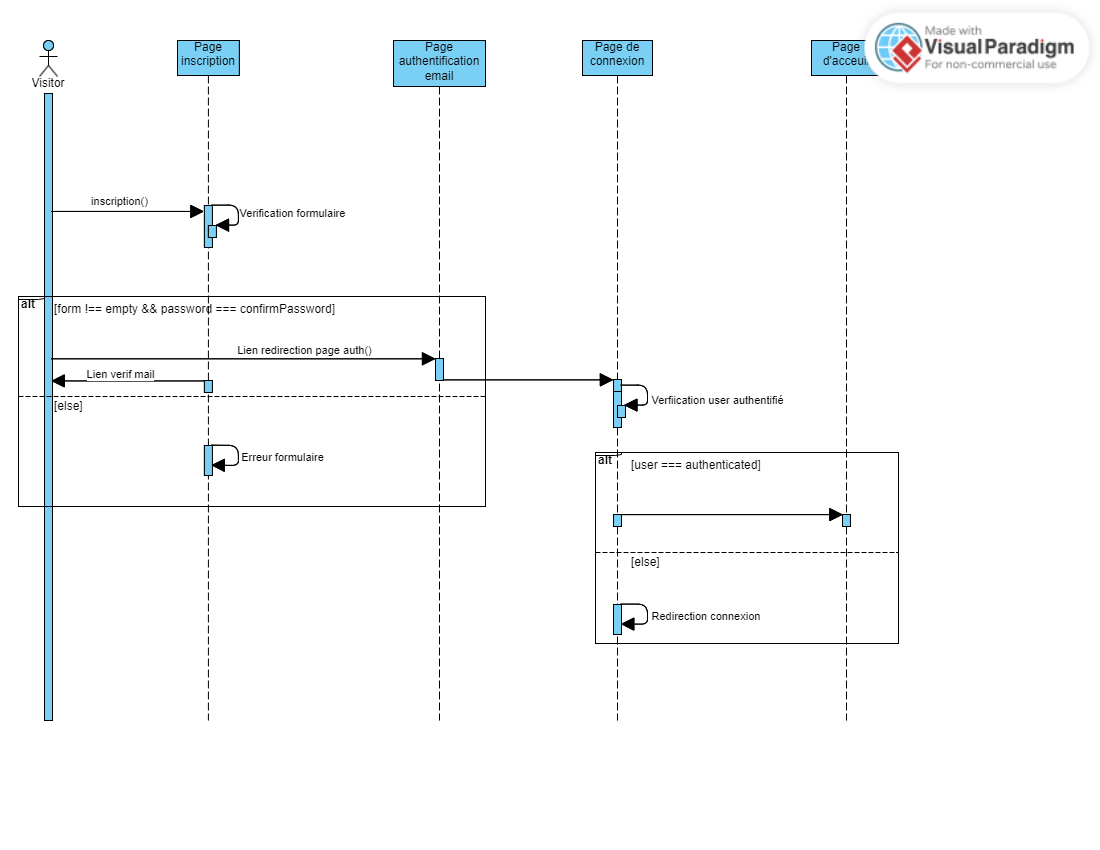 Visitor
Page
inscription
Page
authentification
email
Page de
connexion
Page
d'acceuil
Made with
Visual Paradigm
For non-commercial use
inscription()
Verification formulaire
alt
[form !== empty && password === confirmPassword]
Lien redirection page auth()
Lien verif mail
[else]
Verfiication user authentifié
Erreur formulaire
alt
[user === authenticated]
[else]
Redirection connexion